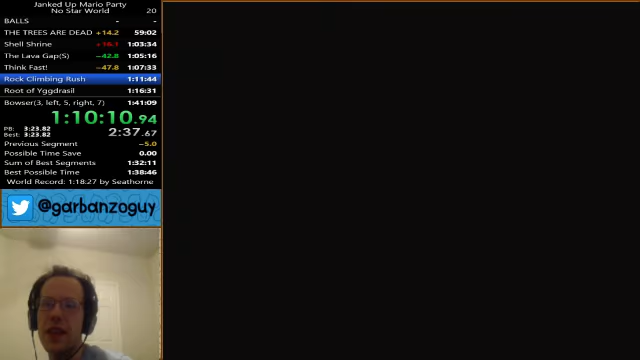 Janked Up Mario Party
No Star World 20
BALLS - -
THE TREES ARE DEAD +14.2 59:02
Shell Shrine +16.1 1:03:34
The Lava Gap(S) -42.8 1:05:16
Think Fast! -47.8 1:07:33
Rock Climbing Rush 1:11:44
Root of Yggdrasil 1:16:31
Bowser(3, left, 5, right, 7) 1:41:09
1:10:10.94
PB: 3:23.82
Best: 3:23.82
2:37.67
Previous Segment -5.0
Possible Time Save 0.00
Sum of Best Segments 1:32:11
Best Possible Time 1:38:46
World Record: 1:18:27 by Seathorne
@garbanzoguy